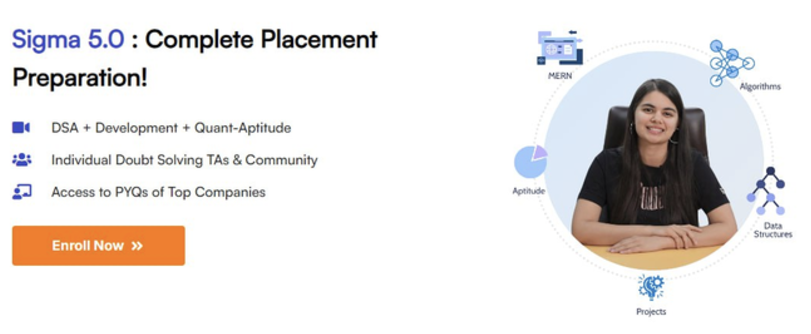 Sigma 5.0 : Complete Placement
Preparation!
DSA + Development + Quant-Aptitude
Individual Doubt Solving TAs & Community
Access to PYQs of Top Companies
Enroll Now »
MERN
Algorithms
Aptitude
Data
Structures
Projects